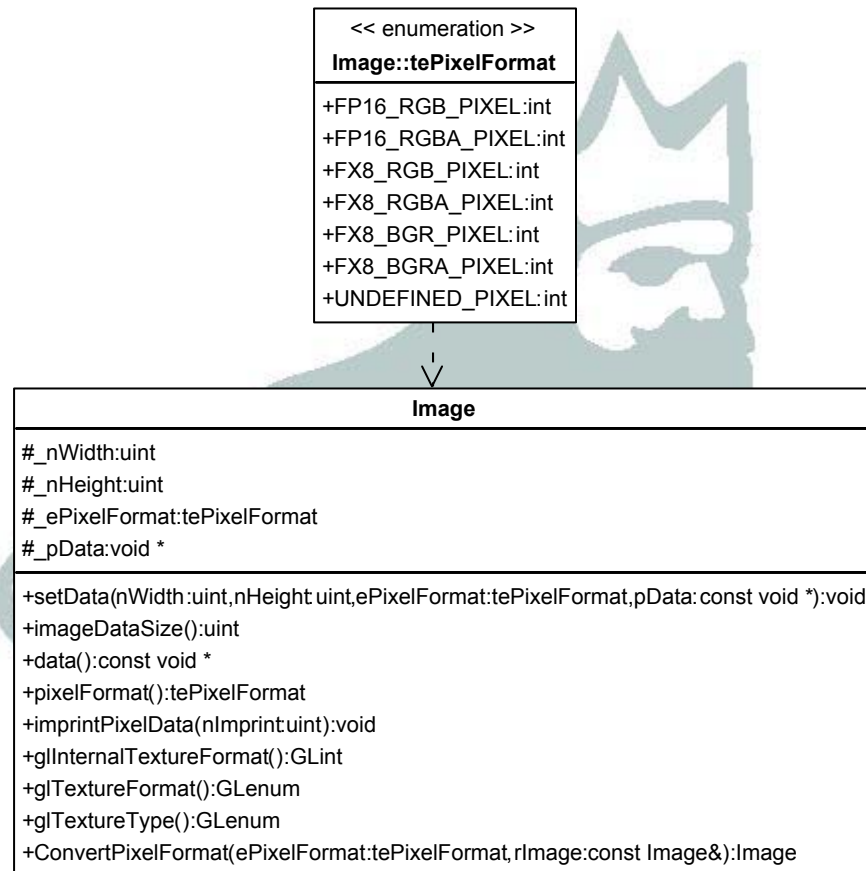 << enumeration >>
Image::tePixelFormat
+FP16_RGB_PIXEL:int
+FP16_RGBA_PIXEL:int
+FX8_RGB_PIXEL:int
+FX8_RGBA_PIXEL:int
+FX8_BGR_PIXEL:int
+FX8_BGRA_PIXEL:int
+UNDEFINED_PIXEL:int
Image
#_nWidth:uint
#_nHeight:uint
#_ePixelFormat:tePixelFormat
#_pData:void *
+setData(nWidth:uint,nHeight:uint,ePixelFormat:tePixelFormat,pData:const void *):void
+imageDataSize():uint
+data():const void *
+pixelFormat():tePixelFormat
+imprintPixelData(nImprint:uint):void
+glInternalTextureFormat():GLint
+glTextureFormat():GLenum
+glTextureType():GLenum
+ConvertPixelFormat(ePixelFormat:tePixelFormat,rImage:const Image&):Image